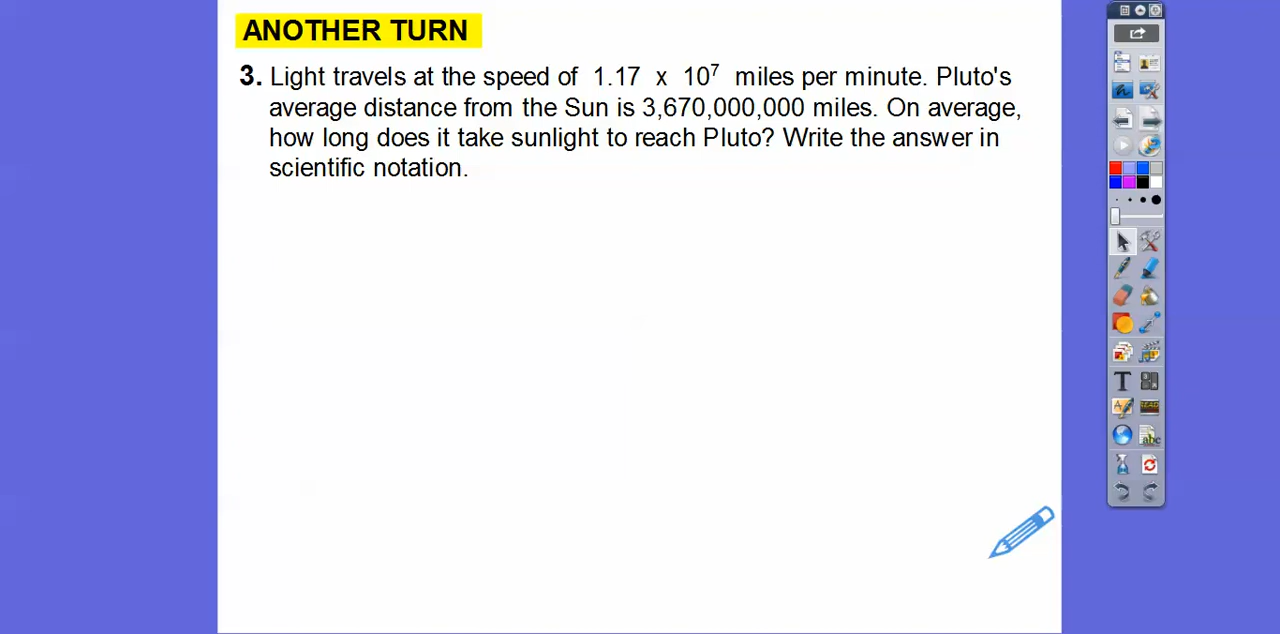 ANOTHER TURN
3. Light travels at the speed of 1.17 x 10⁷ miles per minute. Pluto's
average distance from the Sun is 3,670,000,000 miles. On average,
how long does it take sunlight to reach Pluto? Write the answer in
scientific notation.